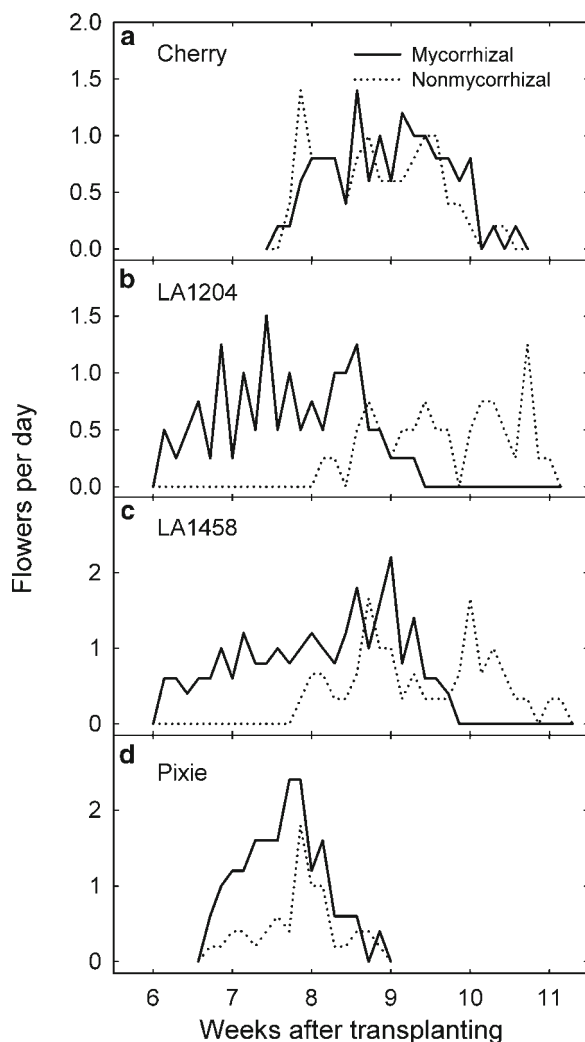 a
Cherry
Mycorrhizal
Nonmycorrhizal
2.0
1.5
1.0
0.5
0.0
b
LA1204
1.5
1.0
0.5
0.0
c
LA1458
2
1
0
d
Pixie
2
1
0
Flowers per day
6 7 8 9 10 11
Weeks after transplanting